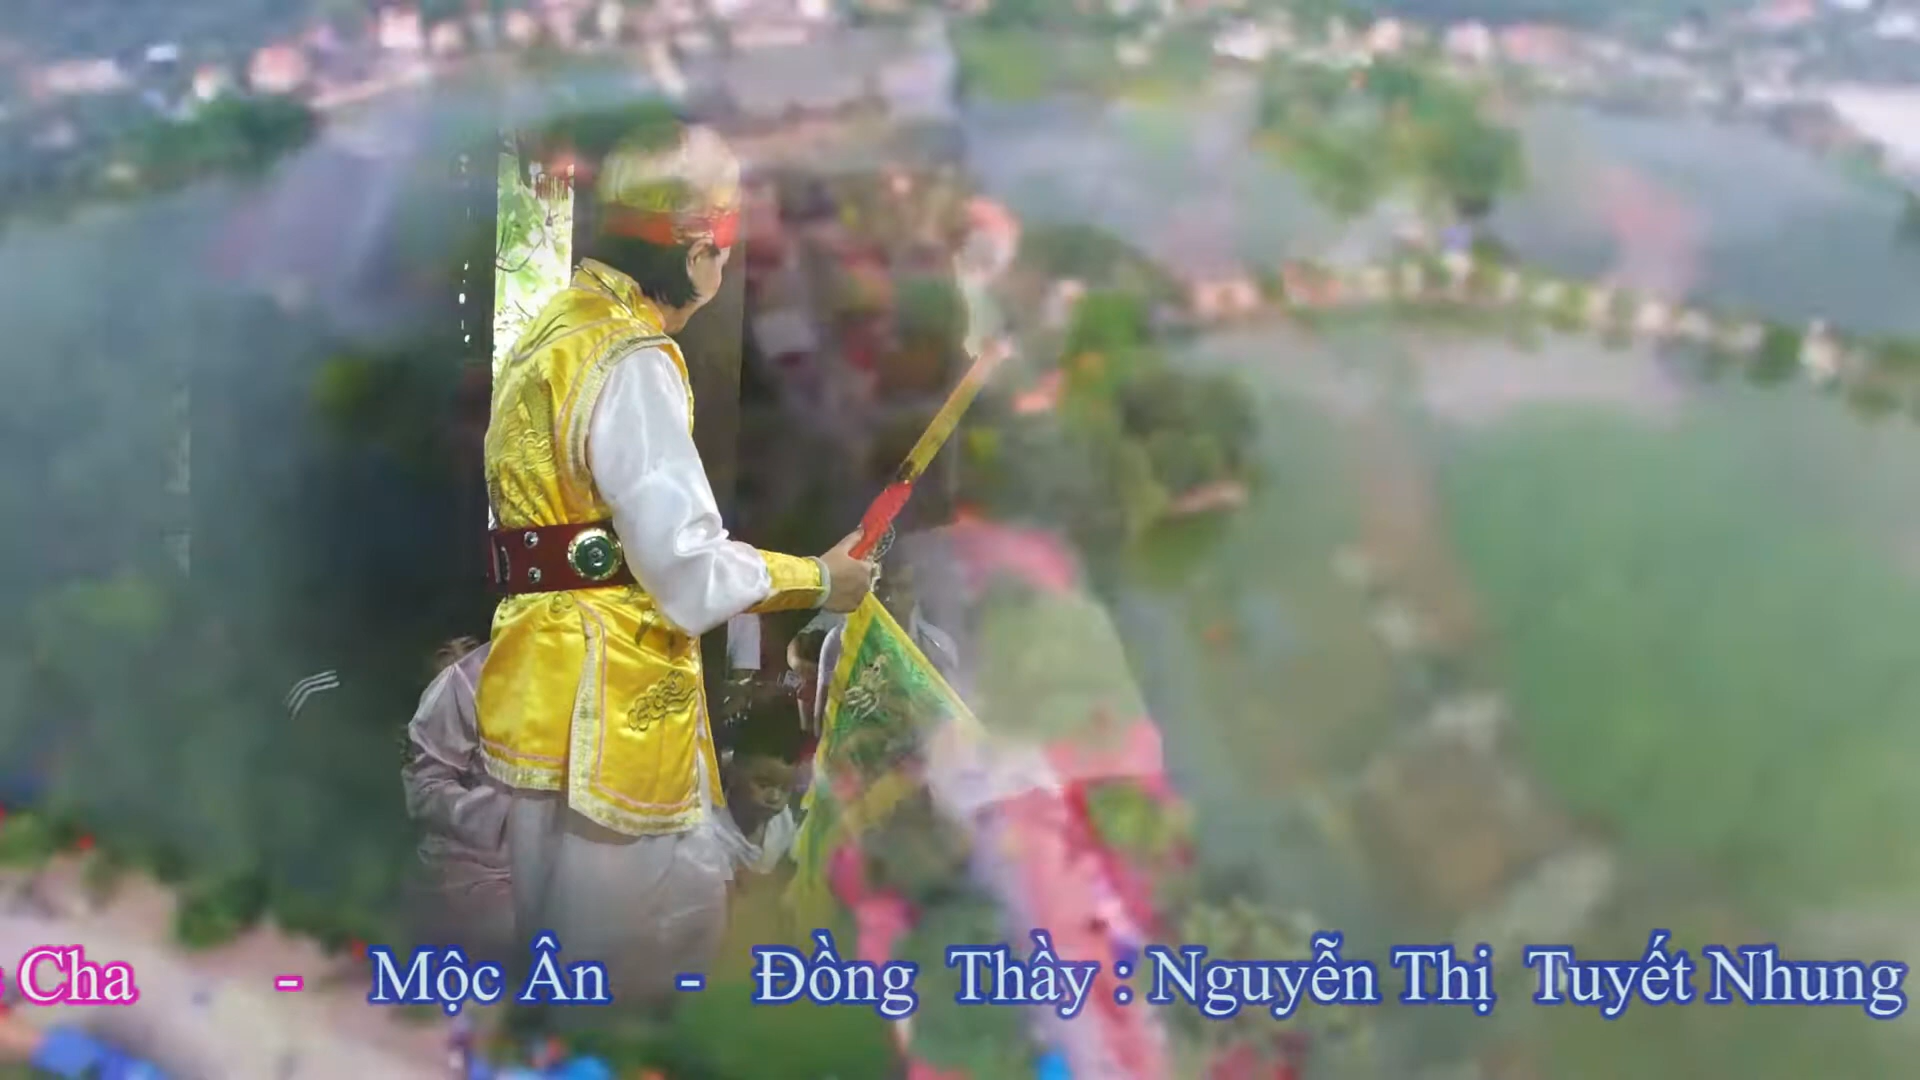 Cha - Mộc Ân - Đồng Thầy : Nguyễn Thị Tuyết Nhung